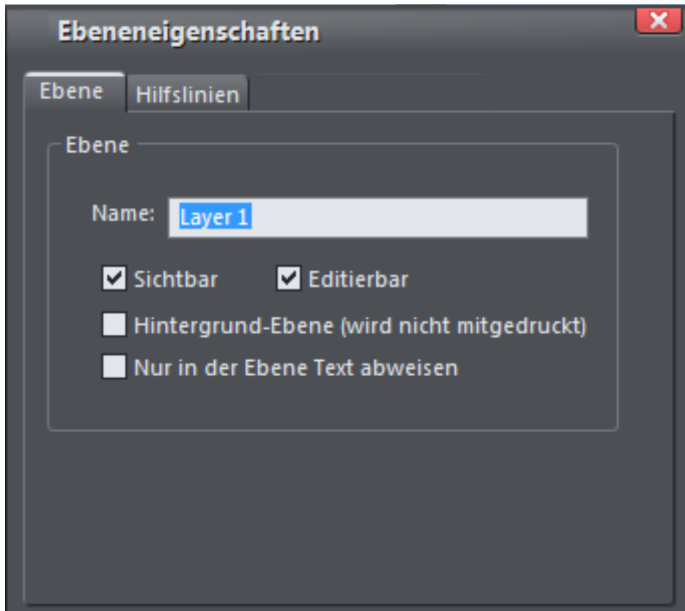 Ebeneneigenschaften
Ebene Hilfslinien
Ebene
Name: Layer 1
Sichtbar Editierbar
Hintergrund-Ebene (wird nicht mitgedruckt)
Nur in der Ebene Text abweisen